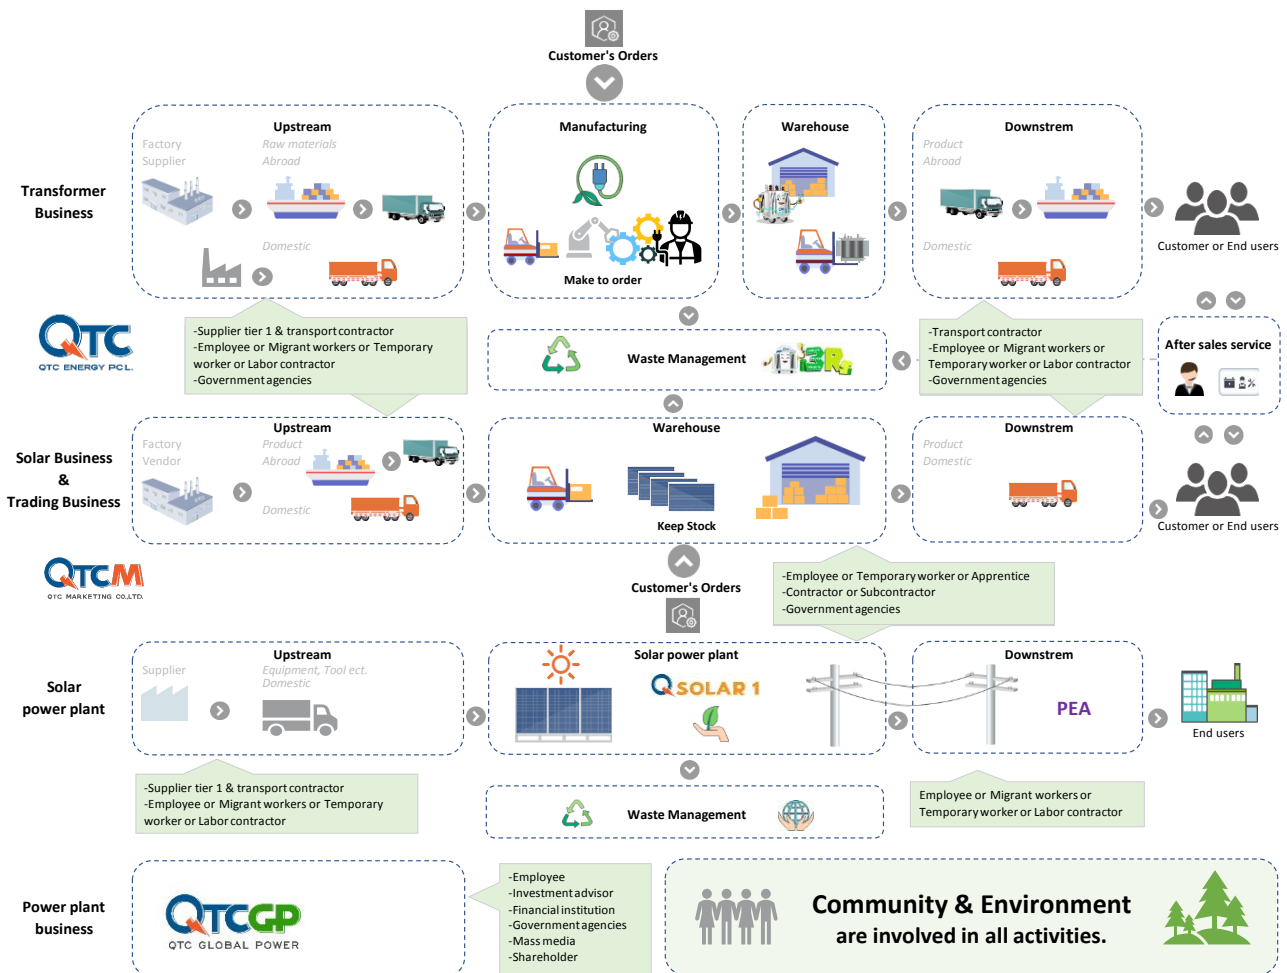 Customer's Orders
Transformer
Business
Upstream
Factory
Supplier
Raw materials
Abroad
Domestic
Manufacturing
Make to order
Warehouse
Downstrem
Product
Abroad
Domestic
Customer or End users
QTC
QTC ENERGY PCL.
-Supplier tier 1 & transport contractor
-Employee or Migrant workers or Temporary
worker or Labor contractor
-Government agencies
Waste Management
3Rs
-Transport contractor
-Employee or Migrant workers or
Temporary worker or Labor contractor
-Government agencies
After sales service
Solar Business
&
Trading Business
Upstream
Factory
Vendor
Product
Abroad
Domestic
Warehouse
Keep Stock
Downstrem
Product
Domestic
Customer or End users
QTCM
QTC MARKETING CO.,LTD.
Customer's Orders
-Employee or Temporary worker or Apprentice
-Contractor or Subcontractor
-Government agencies
Solar
power plant
Upstream
Supplier
Equipment, Tool ect.
Domestic
Solar power plant
Q SOLAR 1
Downstrem
PEA
End users
-Supplier tier 1 & transport contractor
-Employee or Migrant workers or Temporary
worker or Labor contractor
Waste Management
Employee or Migrant workers or
Temporary worker or Labor contractor
Power plant
business
QTCGP
QTC GLOBAL POWER
-Employee
-Investment advisor
-Financial institution
-Government agencies
-Mass media
-Shareholder
Community & Environment
are involved in all activities.